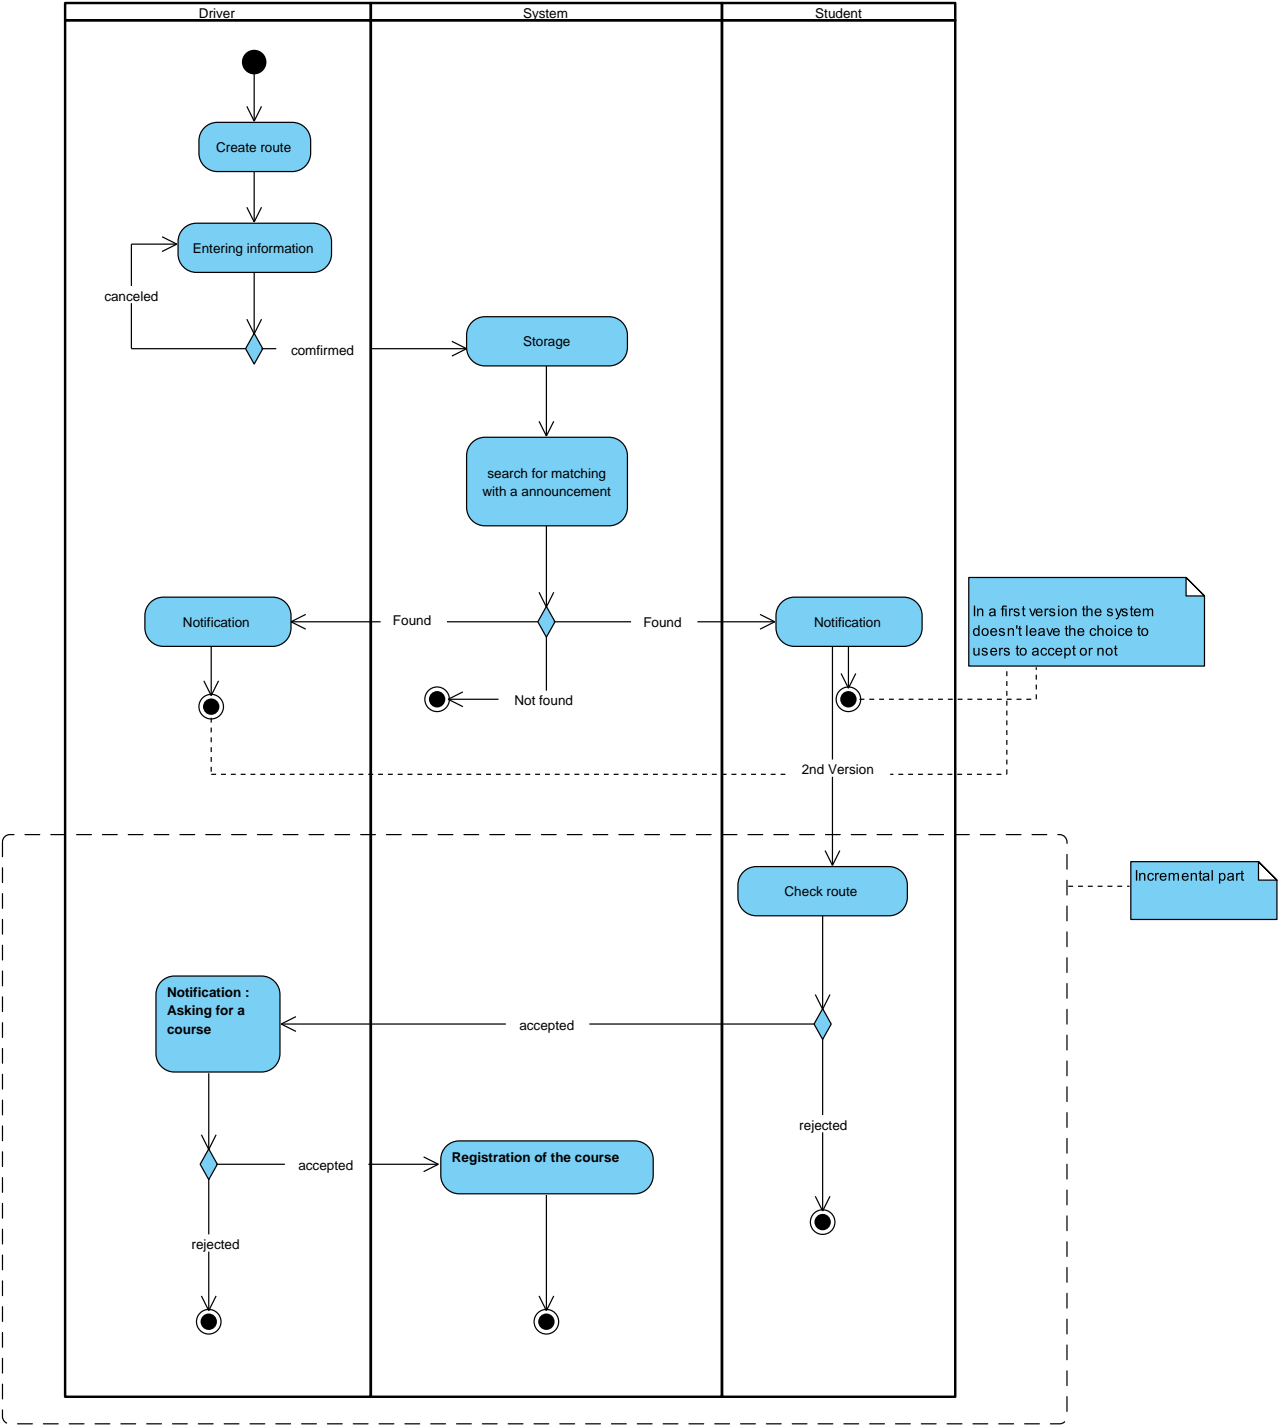 Driver
System
Student
Create route
Entering information
canceled
comfirmed
Storage
search for matching
with a announcement
Notification
Found
Found
Notification
In a first version the system
doesn't leave the choice to
users to accept or not
Not found
2nd Version
Check route
Incremental part
Notification :
Asking for a
course
accepted
rejected
accepted
Registration of the course
rejected